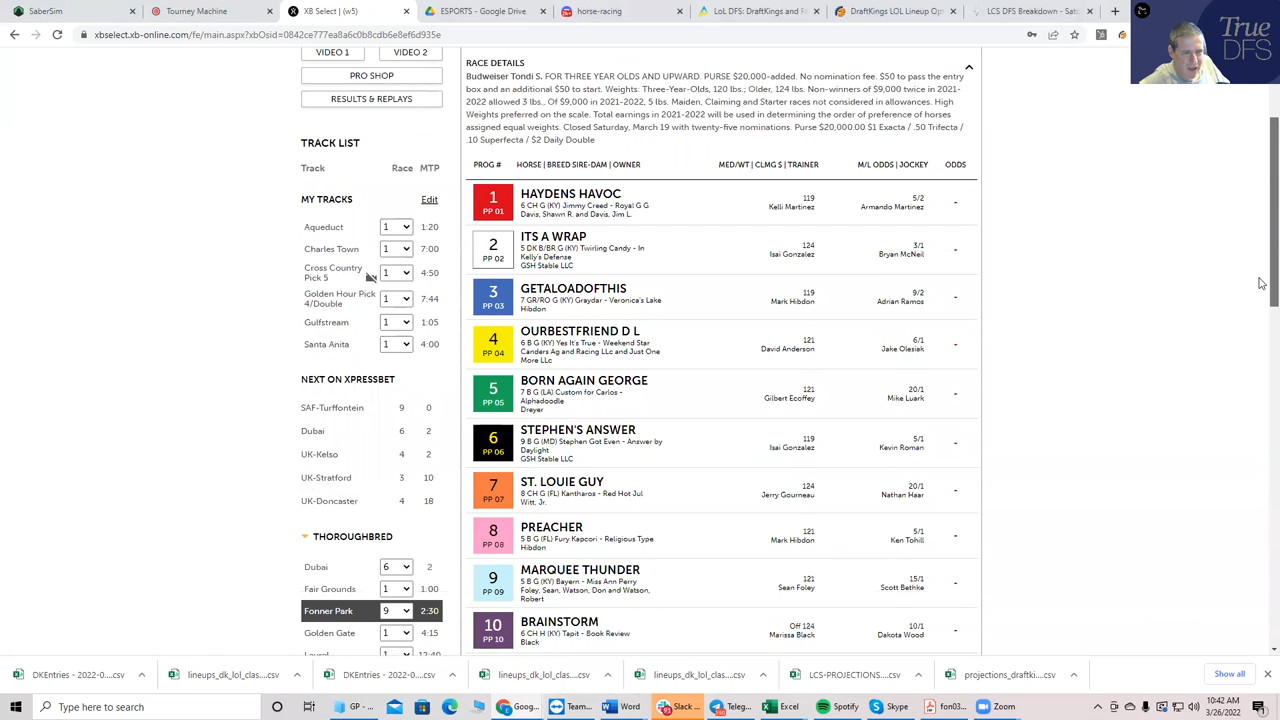 SaberSim
Tourney Machine
XB Select (w5)
ESPORTS - Google Drive
horse-racing
LoL DFS: DraftKings and Fa
DraftKings LOL Lineup Opt
LCS DFS Breakdown - Satu
xbselect.xb-online.com/fe/main.aspx?xbOsid=0842ce777ea8a6c0b8cdb6e8ef6d935e
True
DFS
VIDEO 1
VIDEO 2
PRO SHOP
RESULTS & REPLAYS
TRACK LIST
Track Race MTP
MY TRACKS Edit
Aqueduct 1 1:20
Charles Town 1 7:00
Cross Country
Pick 5 1 4:50
Golden Hour Pick
4/Double 1 7:44
Gulfstream 1 1:05
Santa Anita 1 4:00
NEXT ON XPRESSBET
SAF-Turffontein 9 0
Dubai 6 2
UK-Kelso 4 2
UK-Stratford 3 10
UK-Doncaster 4 18
THOROUGHBRED
Dubai 6 2
Fair Grounds 1 1:00
Fonner Park 9 2:30
Golden Gate 1 4:15
Laurel 1 12:40
RACE DETAILS
Budweiser Tondi S. FOR THREE YEAR OLDS AND UPWARD. PURSE $20,000-added. No nomination fee. $50 to pass the entry
box and an additional $50 to start. Weights: Three-Year-Olds, 120 lbs.; Older, 124 lbs. Non-winners of $9,000 twice in 2021-
2022 allowed 3 lbs., Of $9,000 in 2021-2022, 5 lbs. Maiden, Claiming and Starter races not considered in allowances. High
Weights preferred on the scale. Total earnings in 2021-2022 will be used in determining the order of preference of horses
assigned equal weights. Closed Saturday, March 19 with twenty-five nominations. Purse $20,000.00 $1 Exacta / .50 Trifecta /
.10 Superfecta / $2 Daily Double
PROG # HORSE | BREED SIRE-DAM | OWNER MED/WT | CLMG $ | TRAINER M/L ODDS | JOCKEY ODDS
1
PP 01
HAYDENS HAVOC
6 CH G (KY) Jimmy Creed - Royal G G
Davis, Shawn R. and Davis, Jim L.
119
Kelli Martinez
5/2
Armando Martinez
-
2
PP 02
ITS A WRAP
5 DK B/BR G (KY) Twirling Candy - In
Kelly's Defense
GSH Stable LLC
124
Isai Gonzalez
3/1
Bryan McNeil
-
3
PP 03
GETALOADOFTHIS
7 GR/RO G (KY) Graydar - Veronica's Lake
Hibdon
119
Mark Hibdon
9/2
Adrian Ramos
-
4
PP 04
OURBESTFRIEND D L
6 B G (KY) Yes It's True - Weekend Star
Canders Ag and Racing LLc and Just One
More LLc
121
David Anderson
6/1
Jake Olesiak
-
5
PP 05
BORN AGAIN GEORGE
7 B G (LA) Custom for Carlos -
Alphadoodle
Dreyer
121
Gilbert Ecoffey
20/1
Mike Luark
-
6
PP 06
STEPHEN'S ANSWER
9 B G (MD) Stephen Got Even - Answer by
Daylight
GSH Stable LLC
119
Isai Gonzalez
5/1
Kevin Roman
-
7
PP 07
ST. LOUIE GUY
8 CH G (FL) Kantharos - Red Hot Jul
Witt, Jr.
124
Jerry Gourneau
20/1
Nathan Haar
-
8
PP 08
PREACHER
5 B G (FL) Fury Kapcori - Religious Type
Hibdon
121
Mark Hibdon
5/1
Ken Tohill
-
9
PP 09
MARQUEE THUNDER
5 B G (KY) Bayern - Miss Ann Perry
Foley, Sean, Watson, Don and Watson,
Robert
121
Sean Foley
15/1
Scott Bethke
-
10
PP 10
BRAINSTORM
6 CH H (KY) Tapit - Book Review
Black
Off 124
Marissa Black
10/1
Dakota Wood
-
DKEntries - 2022-0....csv
lineups_dk_lol_clas....csv
DKEntries - 2022-0....csv
lineups_dk_lol_clas....csv
lineups_dk_lol_clas....csv
LCS-PROJECTIONS....csv
projections_draftki....csv
Show all
Type here to search
GP - ...
Goog...
Team...
Word
Slack ...
Teleg...
Excel
Spotify
Skype
fon03...
Zoom
10:42 AM
3/26/2022